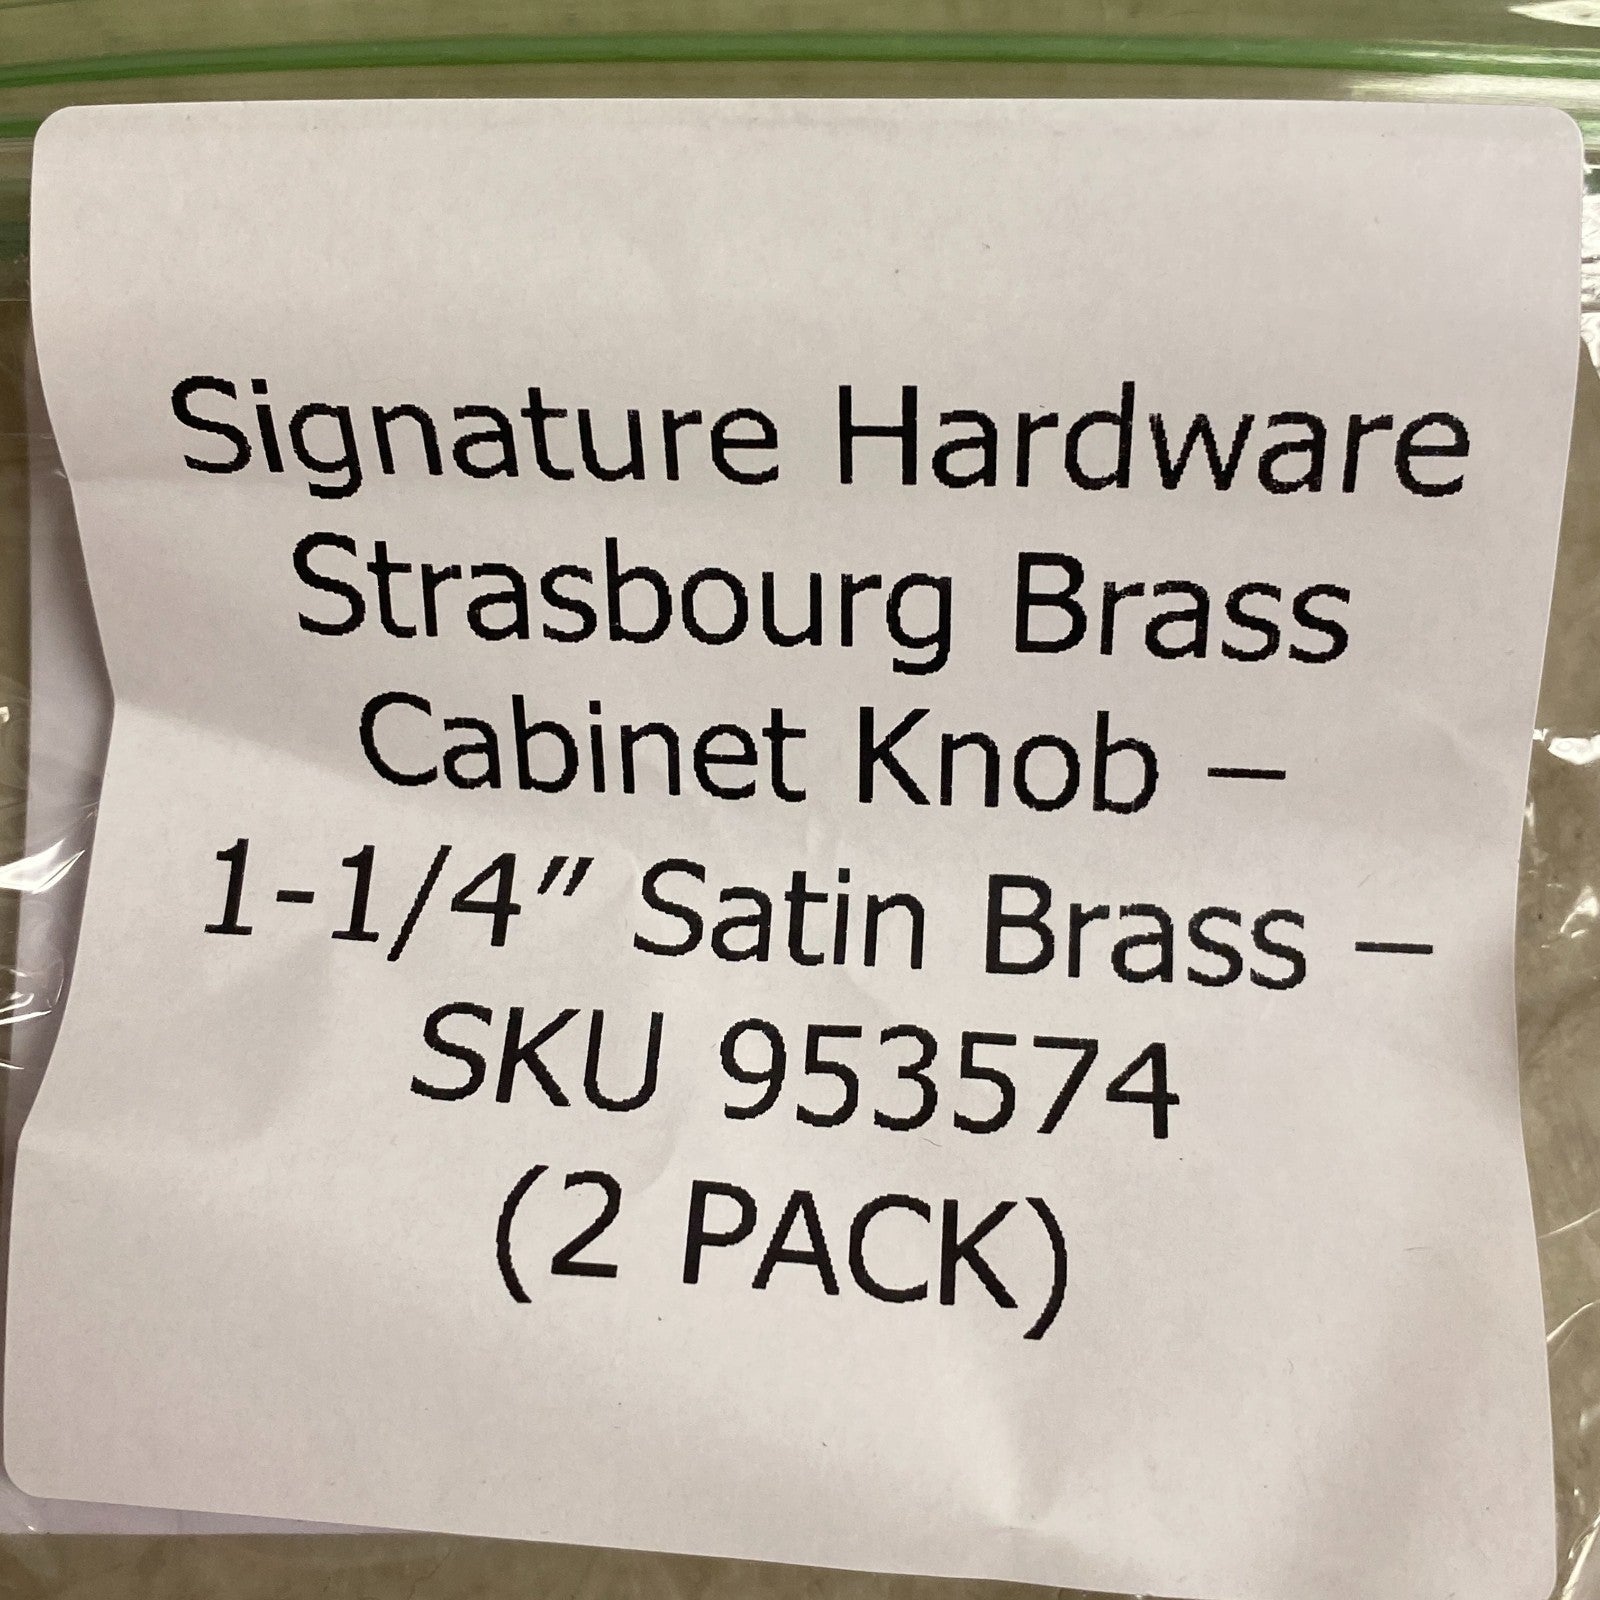 Signature Hardware
Strasbourg Brass
Cabinet Knob –
1-1/4" Satin Brass –
SKU 953574
(2 PACK)